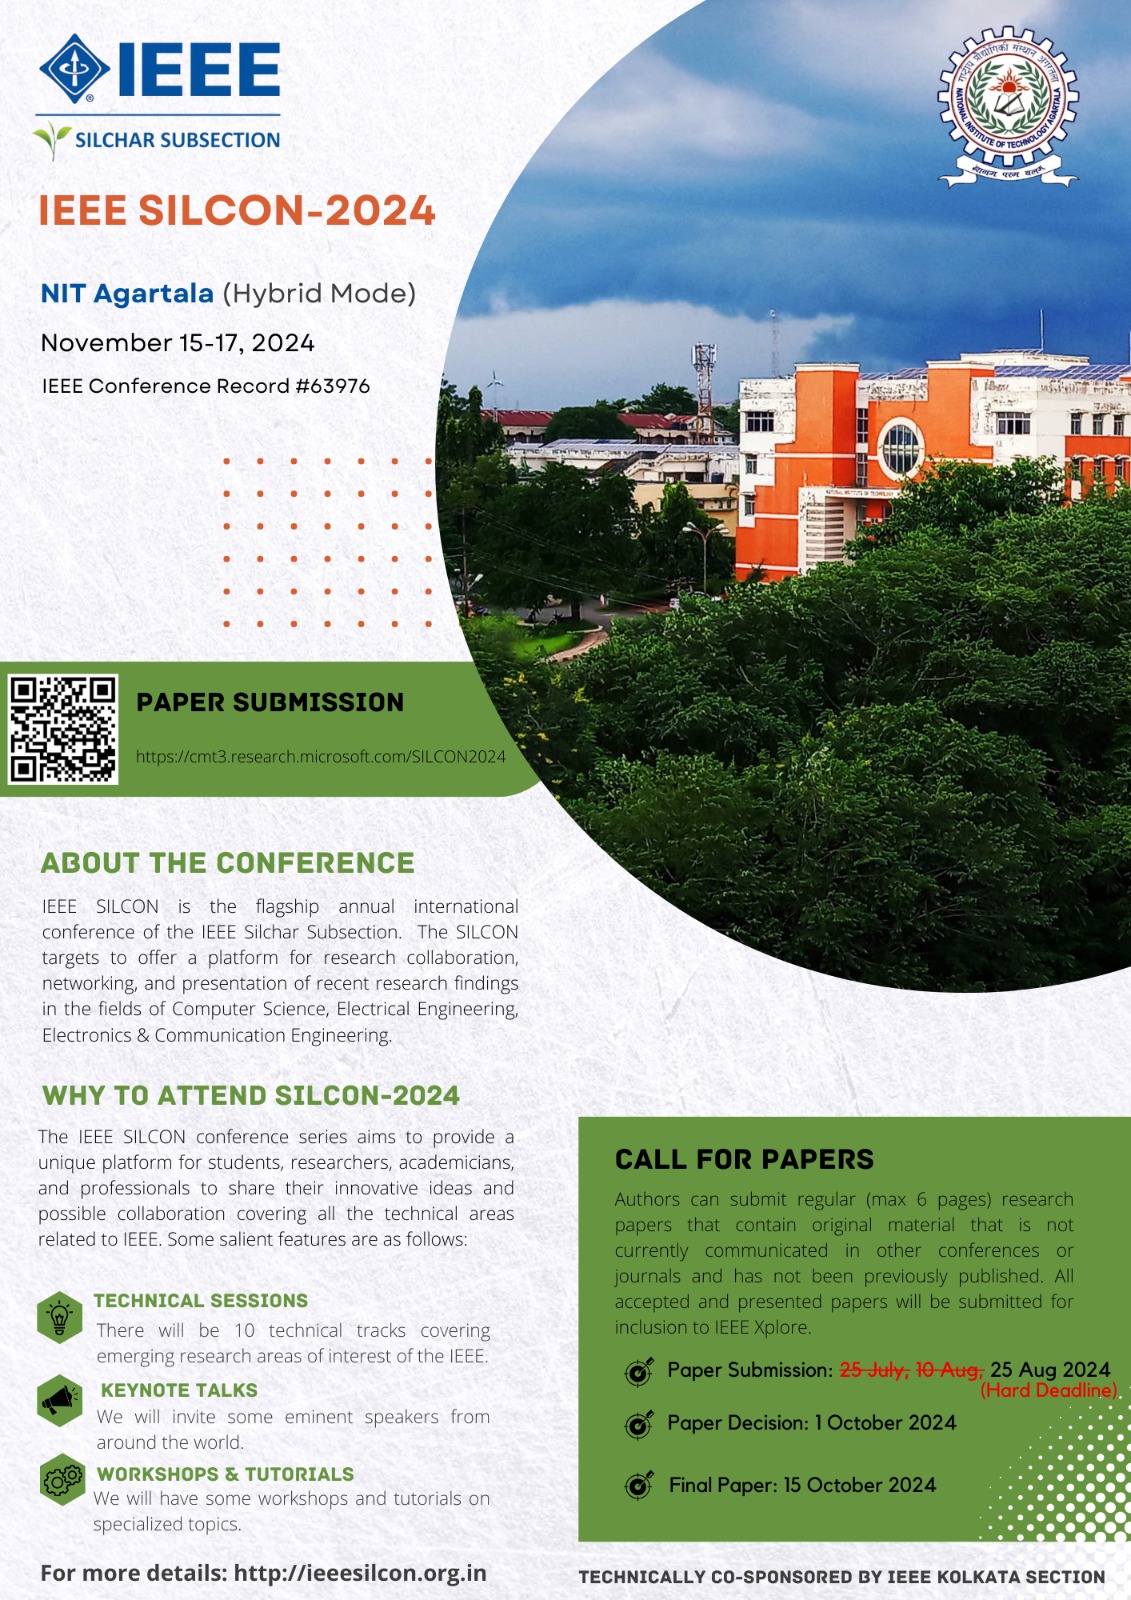 IEEE
SILCHAR SUBSECTION
राष्ट्रीय प्रौद्योगिकी संस्थान अगरतला
NATIONAL INSTITUTE OF TECHNOLOGY AGARTALA
IEEE SILCON-2024
NIT Agartala (Hybrid Mode)
November 15-17, 2024
IEEE Conference Record #63976
NATIONAL INSTITUTE OF TECHNOLOGY
PAPER SUBMISSION
https://cmt3.research.microsoft.com/SILCON2024
ABOUT THE CONFERENCE
IEEE SILCON is the flagship annual international
conference of the IEEE Silchar Subsection. The SILCON
targets to offer a platform for research collaboration,
networking, and presentation of recent research findings
in the fields of Computer Science, Electrical Engineering,
Electronics & Communication Engineering.
WHY TO ATTEND SILCON-2024
The IEEE SILCON conference series aims to provide a
unique platform for students, researchers, academicians,
and professionals to share their innovative ideas and
possible collaboration covering all the technical areas
related to IEEE. Some salient features are as follows:
TECHNICAL SESSIONS
There will be 10 technical tracks covering
emerging research areas of interest of the IEEE.
KEYNOTE TALKS
We will invite some eminent speakers from
around the world.
WORKSHOPS & TUTORIALS
We will have some workshops and tutorials on
specialized topics.
For more details: http://ieeesilcon.org.in
CALL FOR PAPERS
Authors can submit regular (max 6 pages) research
papers that contain original material that is not
currently communicated in other conferences or
journals and has not been previously published. All
accepted and presented papers will be submitted for
inclusion to IEEE Xplore.
Paper Submission: 25 July, 10 Aug, 25 Aug 2024
(Hard Deadline)
Paper Decision: 1 October 2024
Final Paper: 15 October 2024
TECHNICALLY CO-SPONSORED BY IEEE KOLKATA SECTION